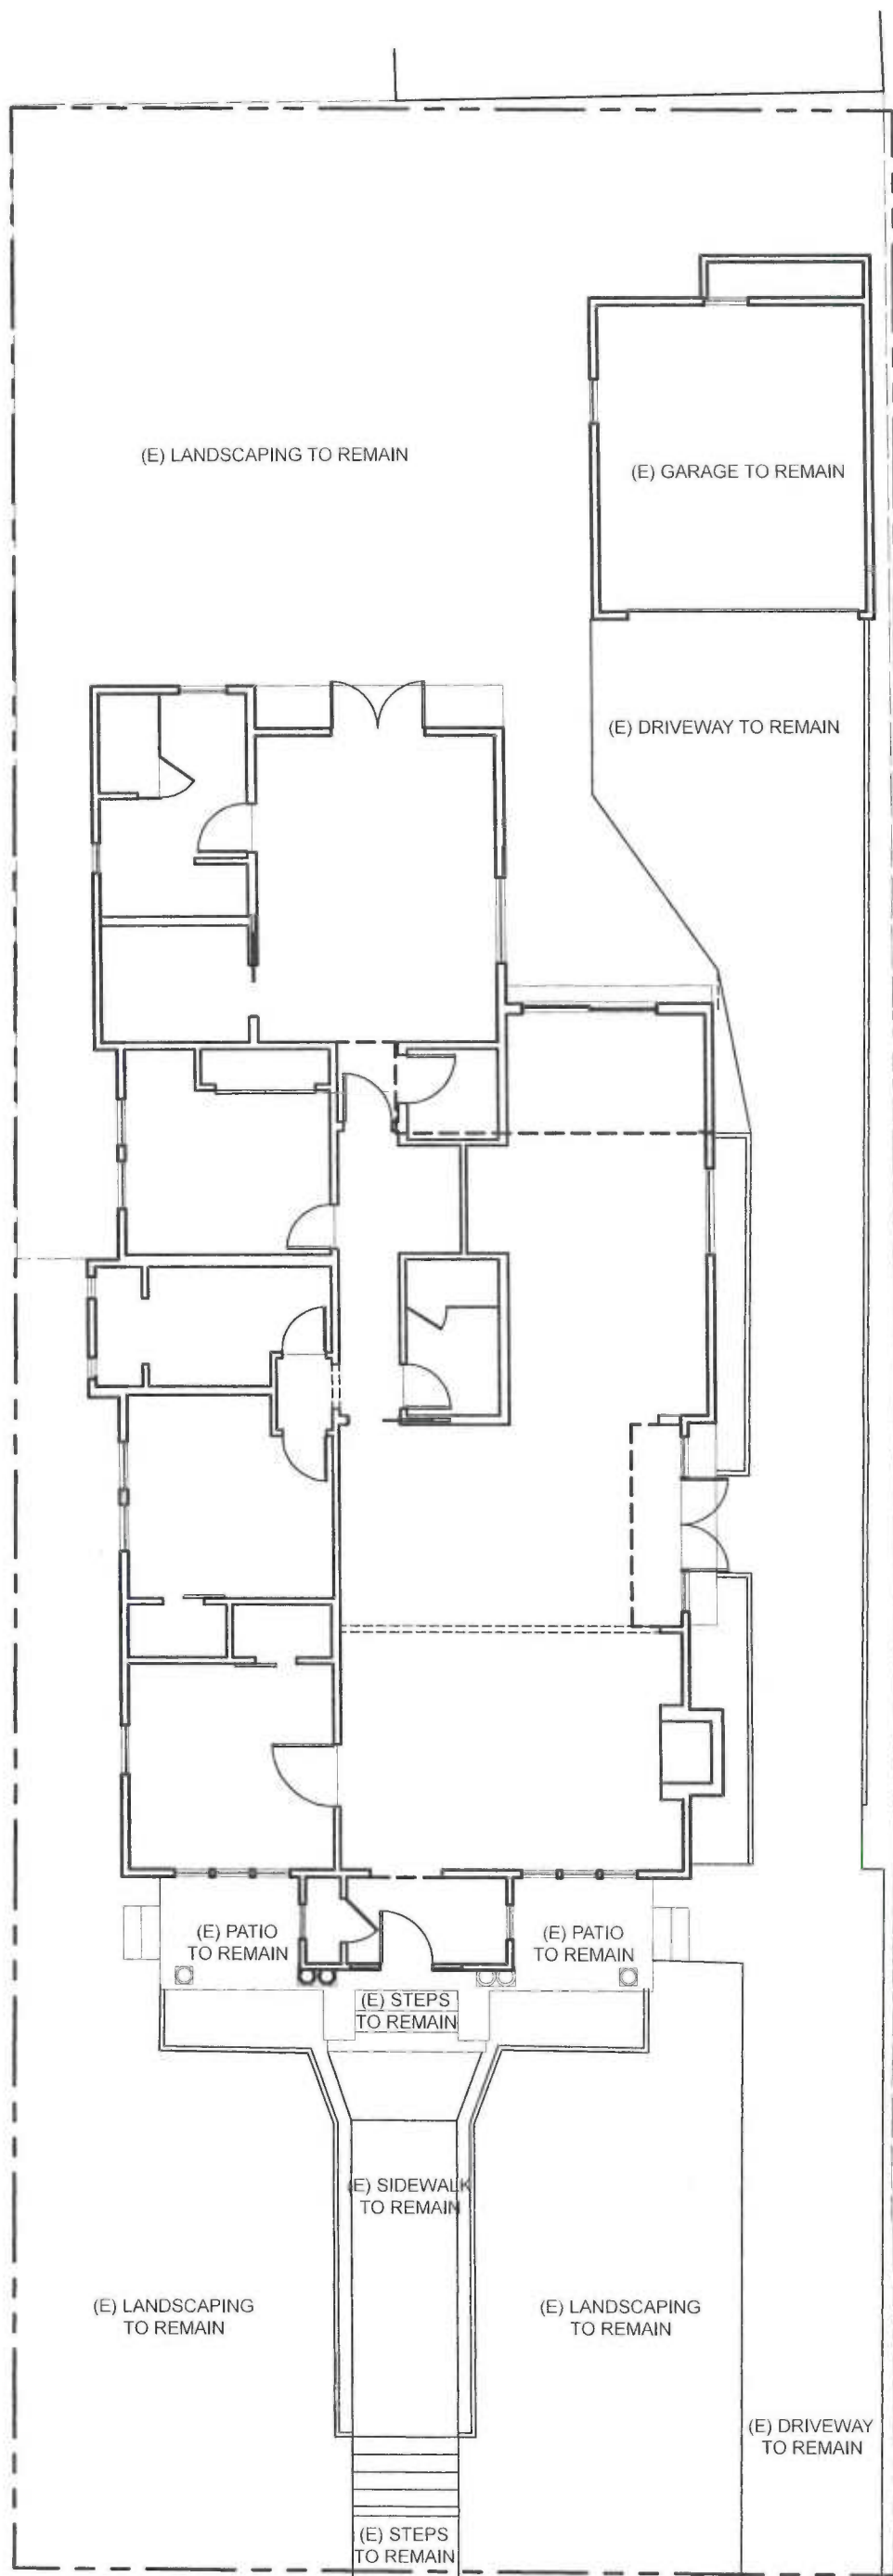 (E) LANDSCAPING TO REMAIN
(E) GARAGE TO REMAIN
(E) DRIVEWAY TO REMAIN
(E) PATIO
TO REMAIN
(E) PATIO
TO REMAIN
(E) STEPS
TO REMAIN
(E) SIDEWALK
TO REMAIN
(E) LANDSCAPING
TO REMAIN
(E) LANDSCAPING
TO REMAIN
(E) DRIVEWAY
TO REMAIN
(E) STEPS
TO REMAIN